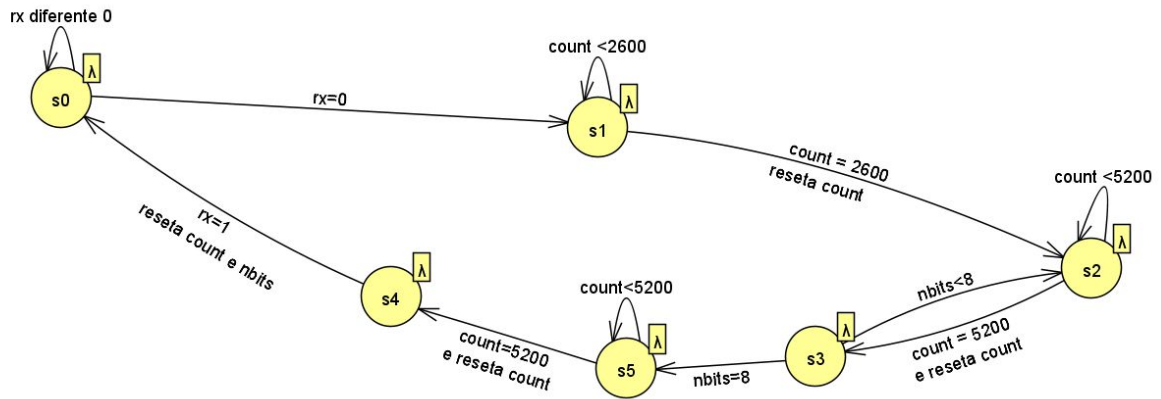 rx diferente 0
λ
s0
rx=0
count <2600
λ
s1
count = 2600
reseta count
count <5200
λ
s2
rx=1
reseta count e nbits
λ
s4
count<5200
λ
s5
count=5200
e reseta count
nbits=8
λ
s3
nbits<8
count = 5200
e reseta count